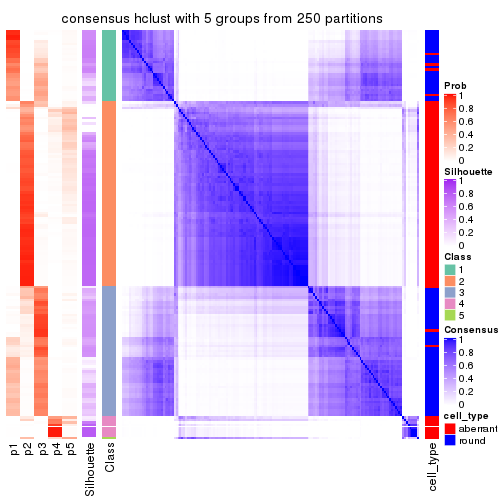 consensus hclust with 5 groups from 250 partitions
Prob
1
0.8
0.6
0.4
0.2
0
Silhouette
1
0.8
0.6
0.4
0.2
0
Class
1
2
3
4
5
Consensus
1
0.8
0.6
0.4
0.2
0
cell_type
aberrant
round
p1
p2
p3
p4
p5
Silhouette
Class
cell_type